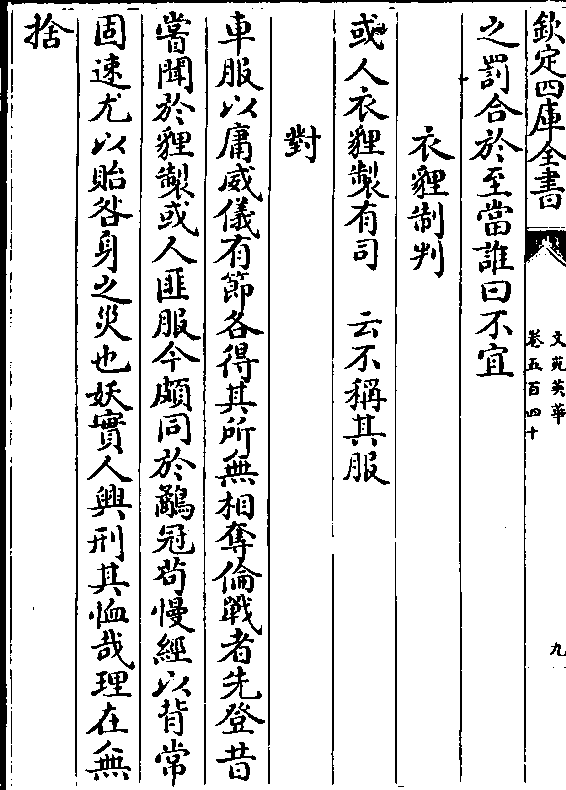 欽定四庫全書
文苑英華
卷五百四十
九
之罰合於至當誰曰不宜
衣貍制判
或人衣貍製有司 云不稱其服
對
車服以庸威儀有節各得其所無相奪倫戰者先登昔
嘗聞於貍製或人匪服今頗同於鷸冠苟慢經以背常
固速尤以貽咎身之災也妖實人興刑其恤哉理在無
捨